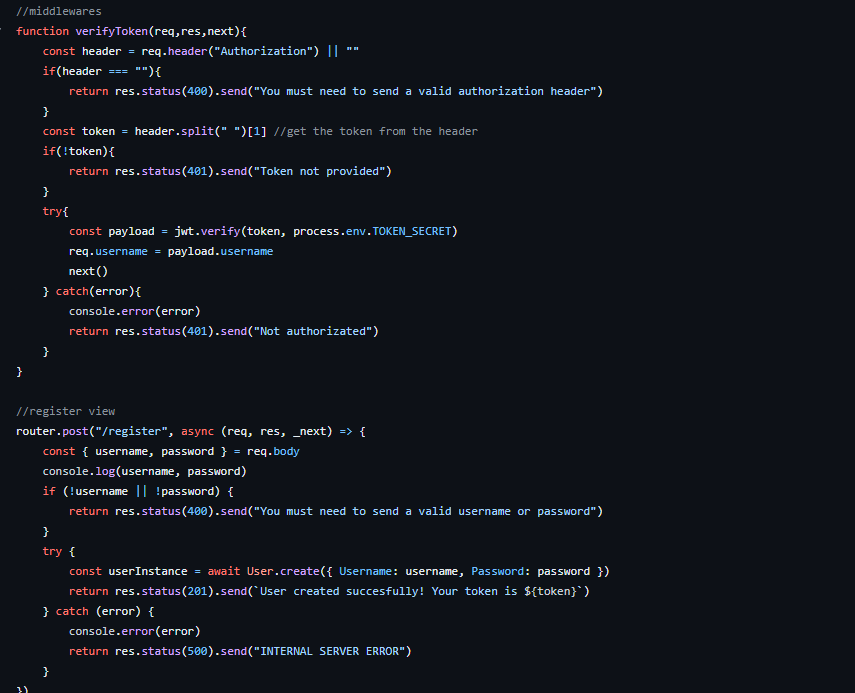 //middlewares
function verifyToken(req,res,next){
    const header = req.header("Authorization") || ""
    if(header === ""){
        return res.status(400).send("You must need to send a valid authorization header")
    }
    const token = header.split(" ")[1] //get the token from the header
    if(!token){
        return res.status(401).send("Token not provided")
    }
    try{
        const payload = jwt.verify(token, process.env.TOKEN_SECRET)
        req.username = payload.username
        next()
    } catch(error){
        console.error(error)
        return res.status(401).send("Not authorizated")
    }
}

//register view
router.post("/register", async (req, res, _next) => {
    const { username, password } = req.body
    console.log(username, password)
    if (!username || !password) {
        return res.status(400).send("You must need to send a valid username or password")
    }
    try {
        const userInstance = await User.create({ Username: username, Password: password })
        return res.status(201).send(`User created succesfully! Your token is ${token}`)
    } catch (error) {
        console.error(error)
        return res.status(500).send("INTERNAL SERVER ERROR")
    }
})